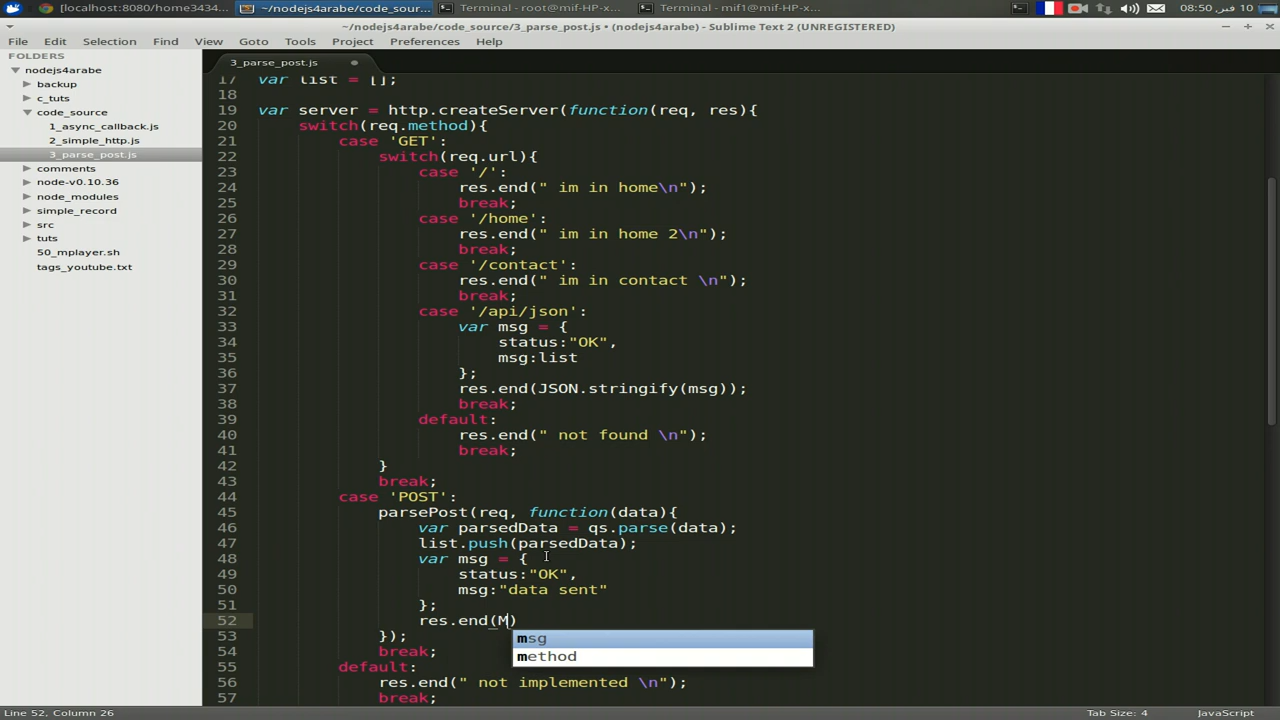 [localhost:8080/home3434...
~/nodejs4arabe/code_sour...
Terminal - root@mif-HP-x...
Terminal - mif1@mif-HP-x...
10 فبر, 08:50
~/nodejs4arabe/code_source/3_parse_post.js • (nodejs4arabe) - Sublime Text 2 (UNREGISTERED)
File Edit Selection Find View Goto Tools Project Preferences Help
FOLDERS
nodejs4arabe
backup
c_tuts
code_source
1_async_callback.js
2_simple_http.js
3_parse_post.js
comments
node-v0.10.36
node_modules
simple_record
src
tuts
50_mplayer.sh
tags_youtube.txt
3_parse_post.js
17 var list = [];
18
19 var server = http.createServer(function(req, res){
20 switch(req.method){
21 case 'GET':
22 switch(req.url){
23 case '/':
24 res.end(" im in home\n");
25 break;
26 case '/home':
27 res.end(" im in home 2\n");
28 break;
29 case '/contact':
30 res.end(" im in contact \n");
31 break;
32 case '/api/json':
33 var msg = {
34 status:"OK",
35 msg:list
36 };
37 res.end(JSON.stringify(msg));
38 break;
39 default:
40 res.end(" not found \n");
41 break;
42 }
43 break;
44 case 'POST':
45 parsePost(req, function(data){
46 var parsedData = qs.parse(data);
47 list.push(parsedData);
48 var msg = {
49 status:"OK",
50 msg:"data sent"
51 };
52 res.end(M)
msg
method
53 });
54 break;
55 default:
56 res.end(" not implemented \n");
57 break;
Line 52, Column 26
Tab Size: 4
JavaScript